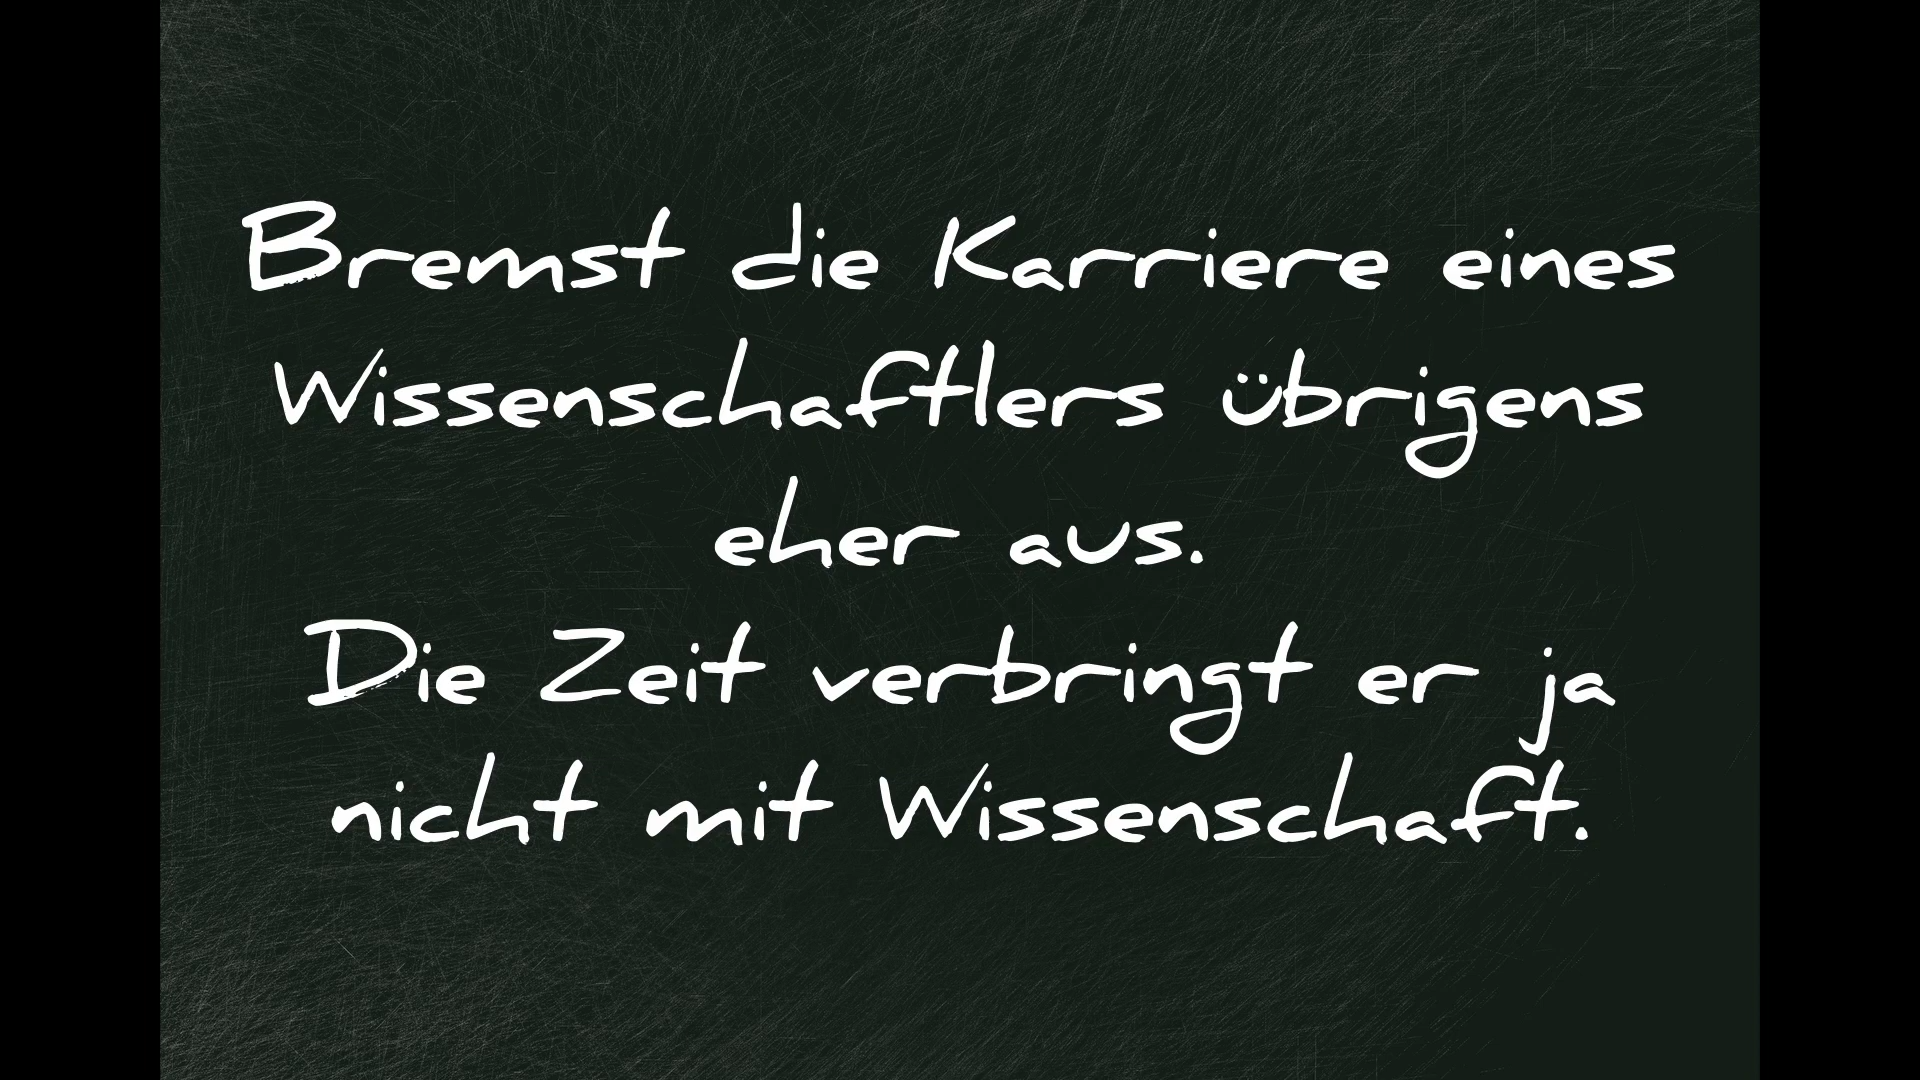 Bremst die Karriere eines
Wissenschaftlers übrigens
eher aus.
Die Zeit verbringt er ja
nicht mit Wissenschaft.